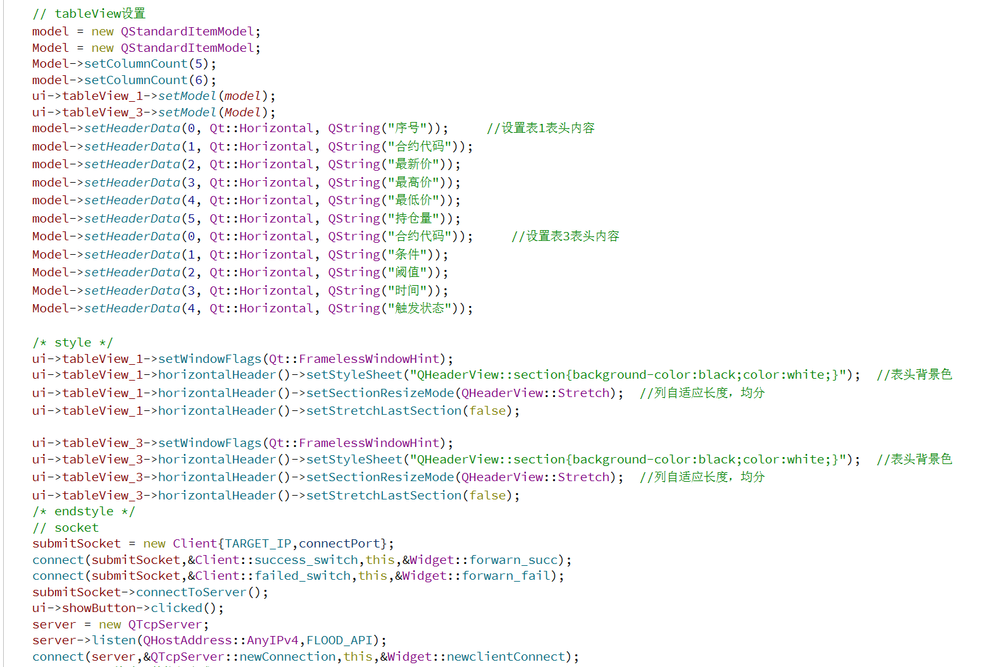 // tableView设置
model = new QStandardItemModel;
Model = new QStandardItemModel;
Model->setColumnCount(5);
model->setColumnCount(6);
ui->tableView_1->setModel(model);
ui->tableView_3->setModel(Model);
model->setHeaderData(0, Qt::Horizontal, QString("序号"));     //设置表1表头内容
model->setHeaderData(1, Qt::Horizontal, QString("合约代码"));
model->setHeaderData(2, Qt::Horizontal, QString("最新价"));
model->setHeaderData(3, Qt::Horizontal, QString("最高价"));
model->setHeaderData(4, Qt::Horizontal, QString("最低价"));
model->setHeaderData(5, Qt::Horizontal, QString("持仓量"));
Model->setHeaderData(0, Qt::Horizontal, QString("合约代码"));     //设置表3表头内容
Model->setHeaderData(1, Qt::Horizontal, QString("条件"));
Model->setHeaderData(2, Qt::Horizontal, QString("阈值"));
Model->setHeaderData(3, Qt::Horizontal, QString("时间"));
Model->setHeaderData(4, Qt::Horizontal, QString("触发状态"));
/* style */
ui->tableView_1->setWindowFlags(Qt::FramelessWindowHint);
ui->tableView_1->horizontalHeader()->setStyleSheet("QHeaderView::section{background-color:black;color:white;}");  //表头背景色
ui->tableView_1->horizontalHeader()->setSectionResizeMode(QHeaderView::Stretch);  //列自适应长度，均分
ui->tableView_1->horizontalHeader()->setStretchLastSection(false);
ui->tableView_3->setWindowFlags(Qt::FramelessWindowHint);
ui->tableView_3->horizontalHeader()->setStyleSheet("QHeaderView::section{background-color:black;color:white;}");  //表头背景色
ui->tableView_3->horizontalHeader()->setSectionResizeMode(QHeaderView::Stretch);  //列自适应长度，均分
ui->tableView_3->horizontalHeader()->setStretchLastSection(false);
/* endstyle */
// socket
submitSocket = new Client{TARGET_IP,connectPort};
connect(submitSocket,&Client::success_switch,this,&Widget::forwarn_succ);
connect(submitSocket,&Client::failed_switch,this,&Widget::forwarn_fail);
submitSocket->connectToServer();
ui->showButton->clicked();
server = new QTcpServer;
server->listen(QHostAddress::AnyIPv4,FLOOD_API);
connect(server,&QTcpServer::newConnection,this,&Widget::newclientConnect);